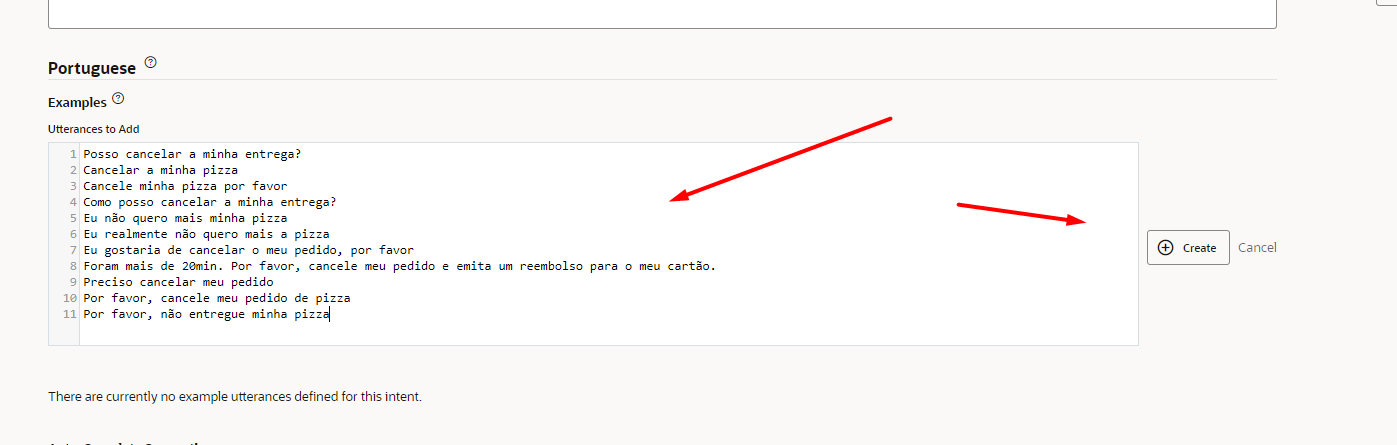 Portuguese ?
Examples ?
Utterances to Add
1 Posso cancelar a minha entrega?
2 Cancelar a minha pizza
3 Cancele minha pizza por favor
4 Como posso cancelar a minha entrega?
5 Eu não quero mais minha pizza
6 Eu realmente não quero mais a pizza
7 Eu gostaria de cancelar o meu pedido, por favor
8 Foram mais de 20min. Por favor, cancele meu pedido e emita um reembolso para o meu cartão.
9 Preciso cancelar meu pedido
10 Por favor, cancele meu pedido de pizza
11 Por favor, não entregue minha pizza
Create Cancel
There are currently no example utterances defined for this intent.